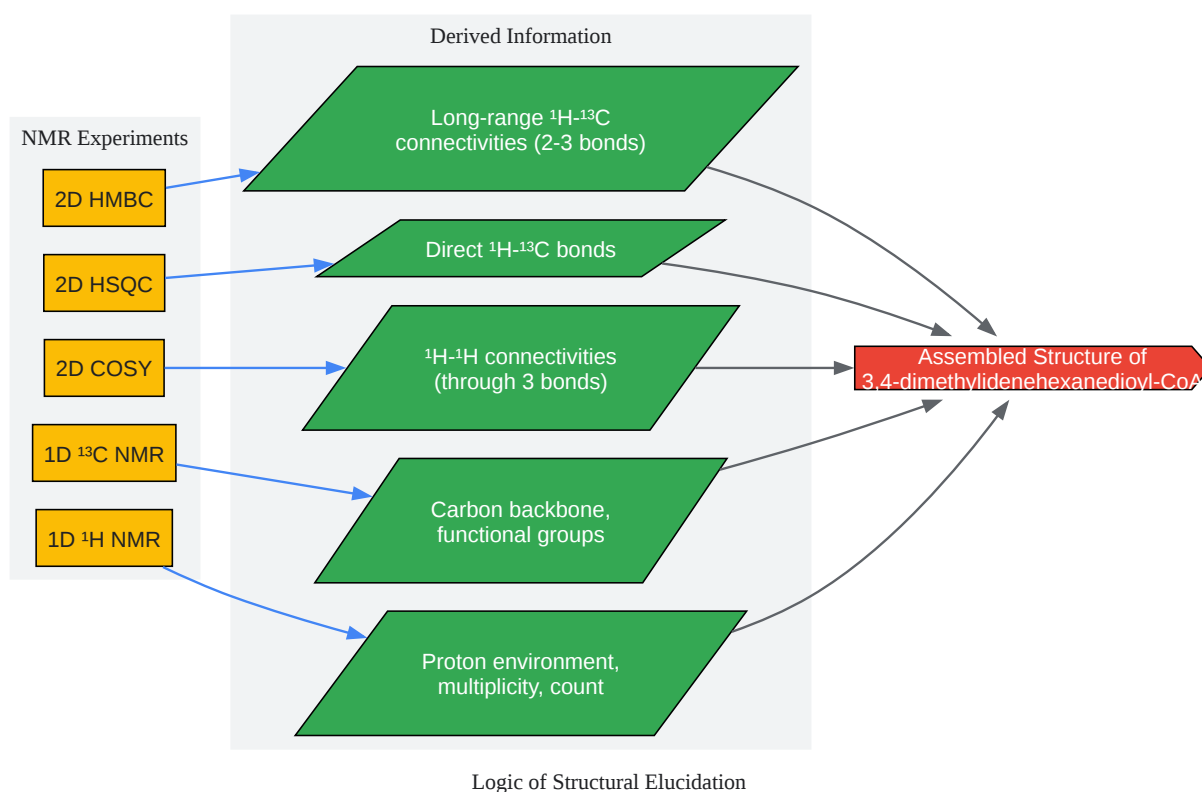 Derived Information
NMR Experiments
Long-range ¹H-¹³C
connectivities (2-3 bonds)
2D HMBC
Direct ¹H-¹³C bonds
2D HSQC
¹H-¹H connectivities
(through 3 bonds)
2D COSY
Assembled Structure of
3,4-dimethylidenehexanedioyl-CoA
1D ¹³C NMR
Carbon backbone,
functional groups
1D ¹H NMR
Proton environment,
multiplicity, count
Logic of Structural Elucidation